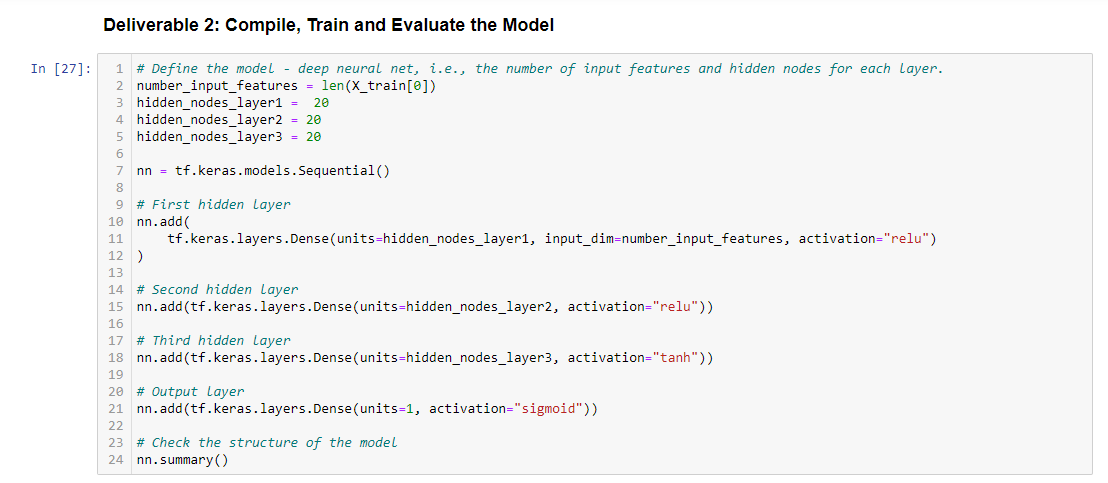 Deliverable 2: Compile, Train and Evaluate the Model
In [27]:
1 # Define the model - deep neural net, i.e., the number of input features and hidden nodes for each layer.
2 number_input_features = len(X_train[0])
3 hidden_nodes_layer1 =  20
4 hidden_nodes_layer2 = 20
5 hidden_nodes_layer3 = 20
6
7 nn = tf.keras.models.Sequential()
8
9 # First hidden layer
10 nn.add(
11     tf.keras.layers.Dense(units=hidden_nodes_layer1, input_dim=number_input_features, activation="relu")
12 )
13
14 # Second hidden layer
15 nn.add(tf.keras.layers.Dense(units=hidden_nodes_layer2, activation="relu"))
16
17 # Third hidden layer
18 nn.add(tf.keras.layers.Dense(units=hidden_nodes_layer3, activation="tanh"))
19
20 # Output layer
21 nn.add(tf.keras.layers.Dense(units=1, activation="sigmoid"))
22
23 # Check the structure of the model
24 nn.summary()